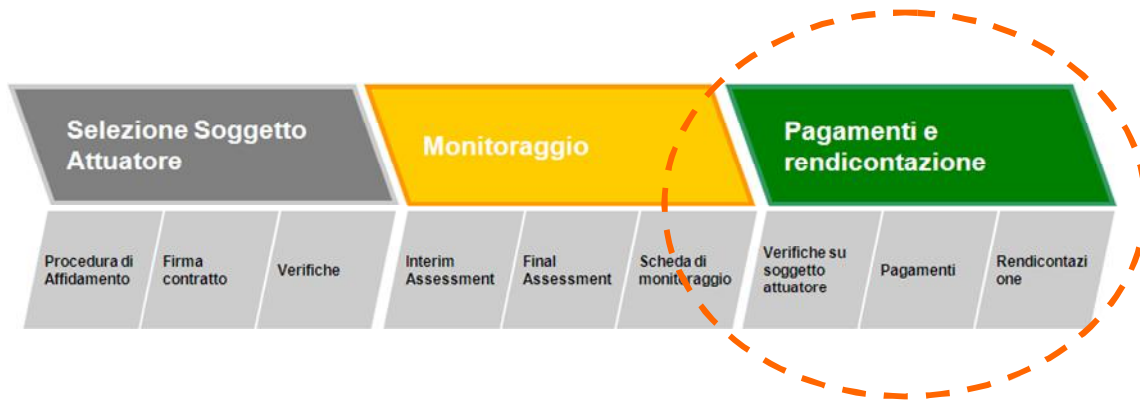 Selezione Soggetto
Attuatore
Monitoraggio
Pagamenti e
rendicontazione
Procedura di
Affidamento
Firma
contratto
Verifiche
Interim
Assessment
Final
Assessment
Scheda di
monitoraggio
Verifiche su
soggetto
attuatore
Pagamenti
Rendicontazi
one